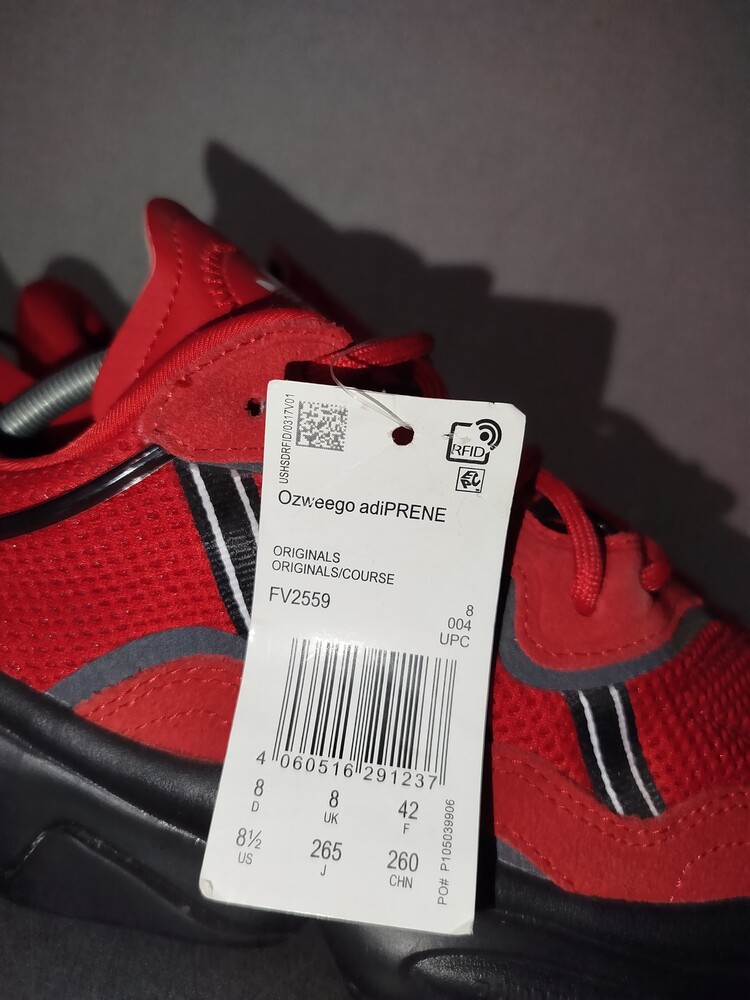 USHSDRFID/0317V01
RFID
Ozweego adiPRENE
ORIGINALS
ORIGINALS/COURSE
FV2559
8
004
UPC
4 060516 291237
8 8 42
D UK F
8½ 265 260
US J CHN
PO# P105039906